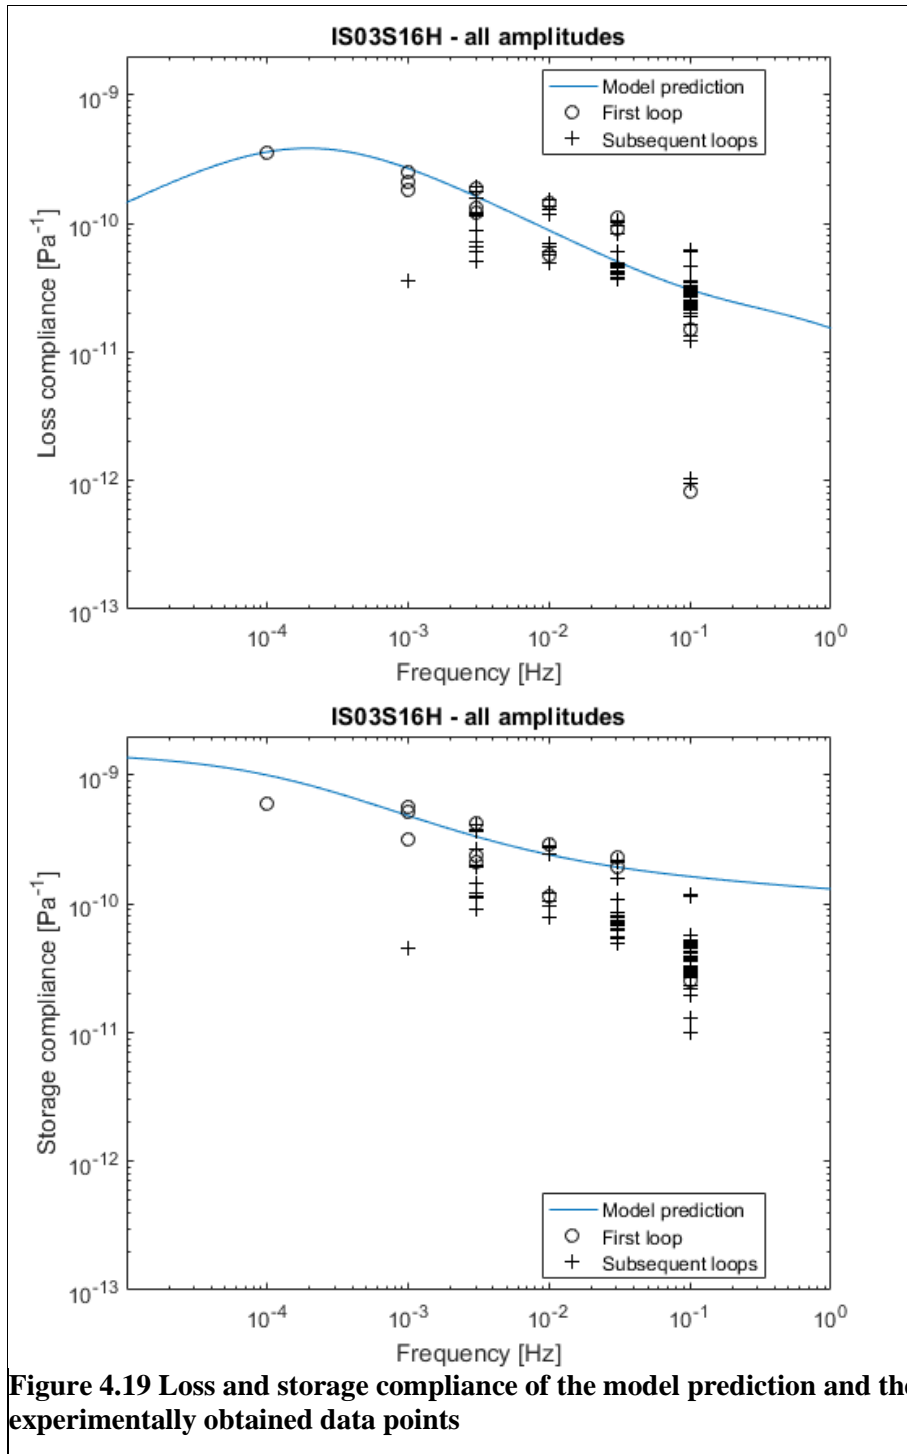 IS03S16H - all amplitudes
Loss compliance [Pa⁻¹]
10⁻⁹
10⁻¹⁰
10⁻¹¹
10⁻¹²
10⁻¹³
Model prediction
First loop
Subsequent loops
10⁻⁴ 10⁻³ 10⁻² 10⁻¹ 10⁰
Frequency [Hz]
IS03S16H - all amplitudes
Storage compliance [Pa⁻¹]
10⁻⁹
10⁻¹⁰
10⁻¹¹
10⁻¹²
10⁻¹³
Model prediction
First loop
Subsequent loops
10⁻⁴ 10⁻³ 10⁻² 10⁻¹ 10⁰
Frequency [Hz]
Figure 4.19 Loss and storage compliance of the model prediction and the
experimentally obtained data points